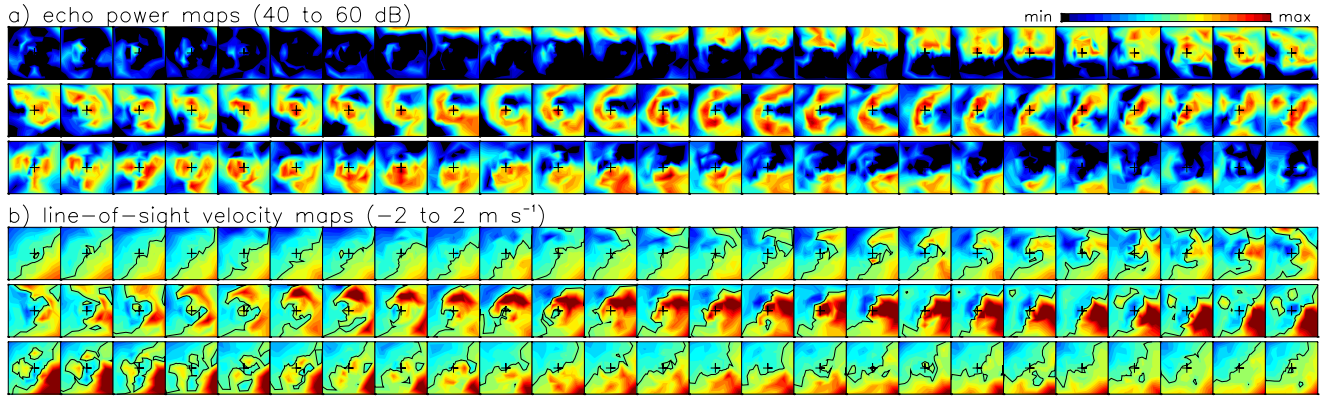 a) echo power maps (40 to 60 dB)
min max
b) line-of-sight velocity maps (-2 to 2 m s⁻¹)